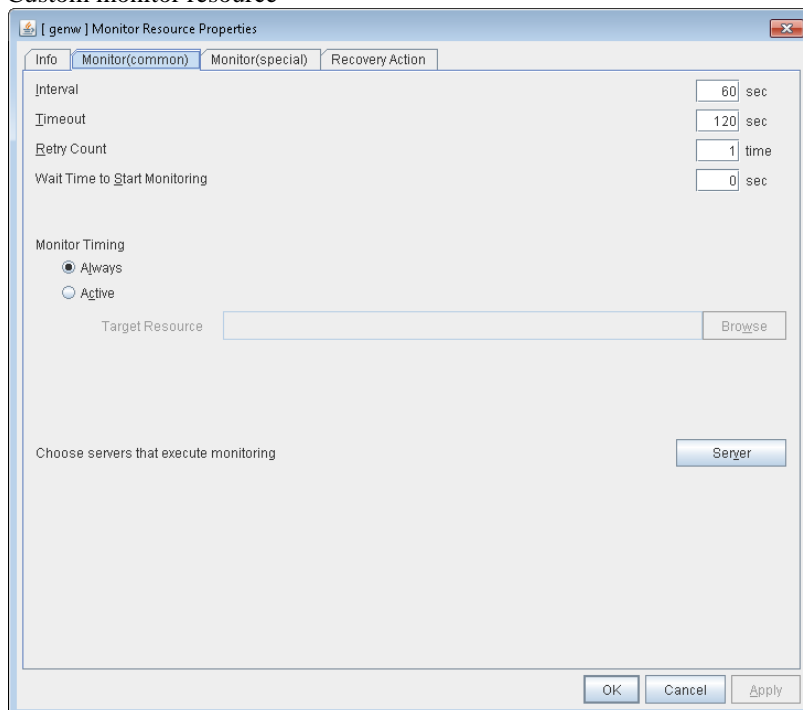 Custom monitor resource
[ genw ] Monitor Resource Properties
Info Monitor(common) Monitor(special) Recovery Action
Interval 60 sec
Timeout 120 sec
Retry Count 1 time
Wait Time to Start Monitoring 0 sec
Monitor Timing
Always
Active
Target Resource Browse
Choose servers that execute monitoring Server
OK Cancel Apply